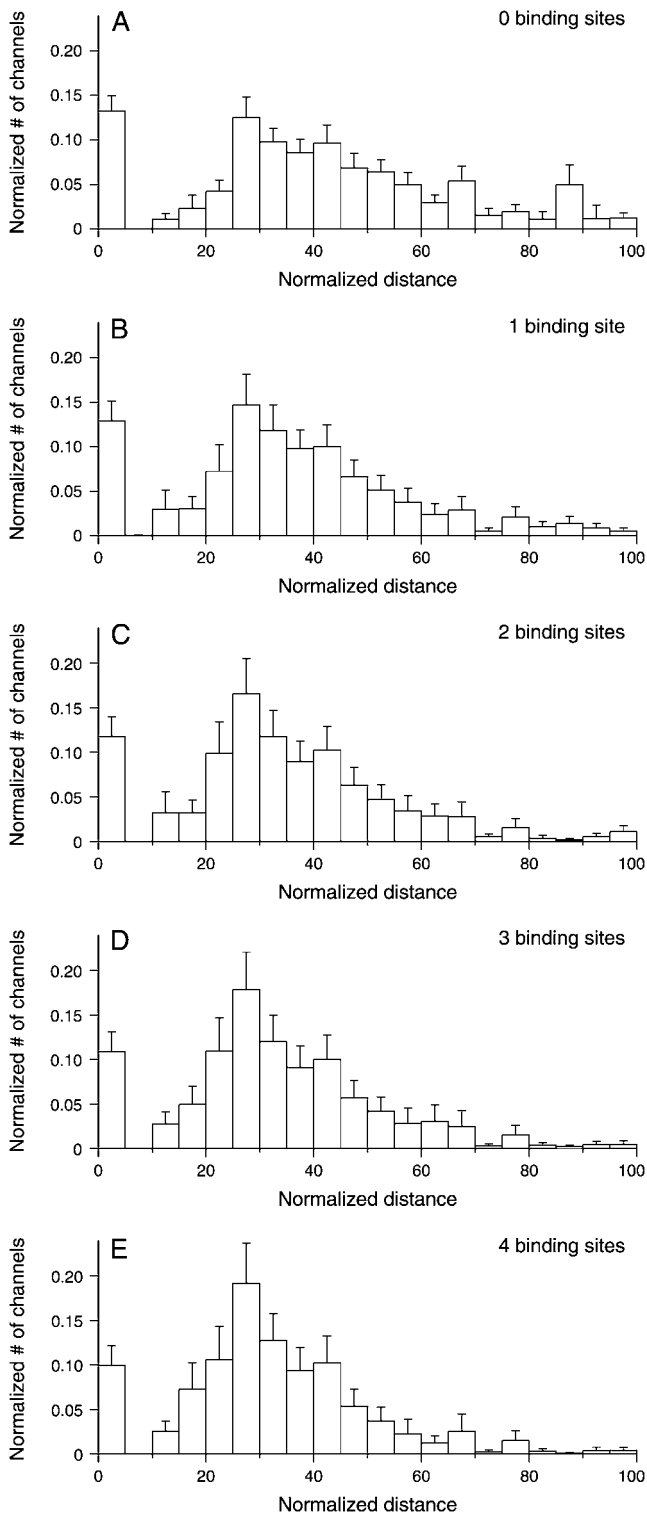 A
0 binding sites
Normalized # of channels
0.20
0.15
0.10
0.05
0
0 20 40 60 80 100
Normalized distance
B
1 binding site
Normalized # of channels
0.20
0.15
0.10
0.05
0
0 20 40 60 80 100
Normalized distance
C
2 binding sites
Normalized # of channels
0.20
0.15
0.10
0.05
0
0 20 40 60 80 100
Normalized distance
D
3 binding sites
Normalized # of channels
0.20
0.15
0.10
0.05
0
0 20 40 60 80 100
Normalized distance
E
4 binding sites
Normalized # of channels
0.20
0.15
0.10
0.05
0
0 20 40 60 80 100
Normalized distance